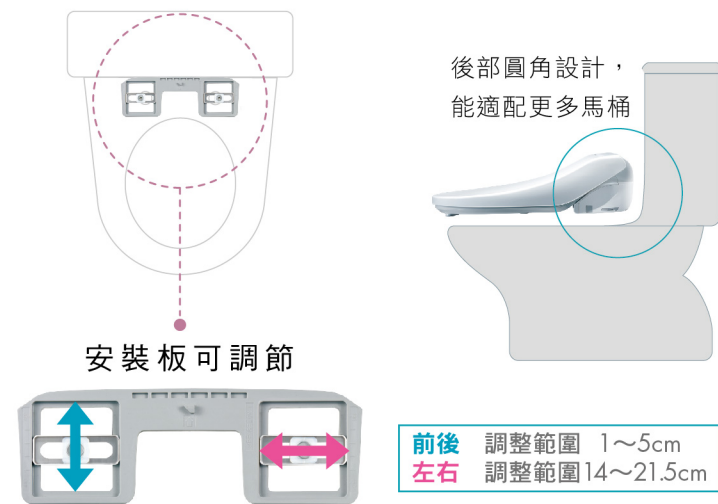 後部圓角設計，
能適配更多馬桶
安裝板可調節
前後 調整範圍 1～5cm
左右 調整範圍14～21.5cm